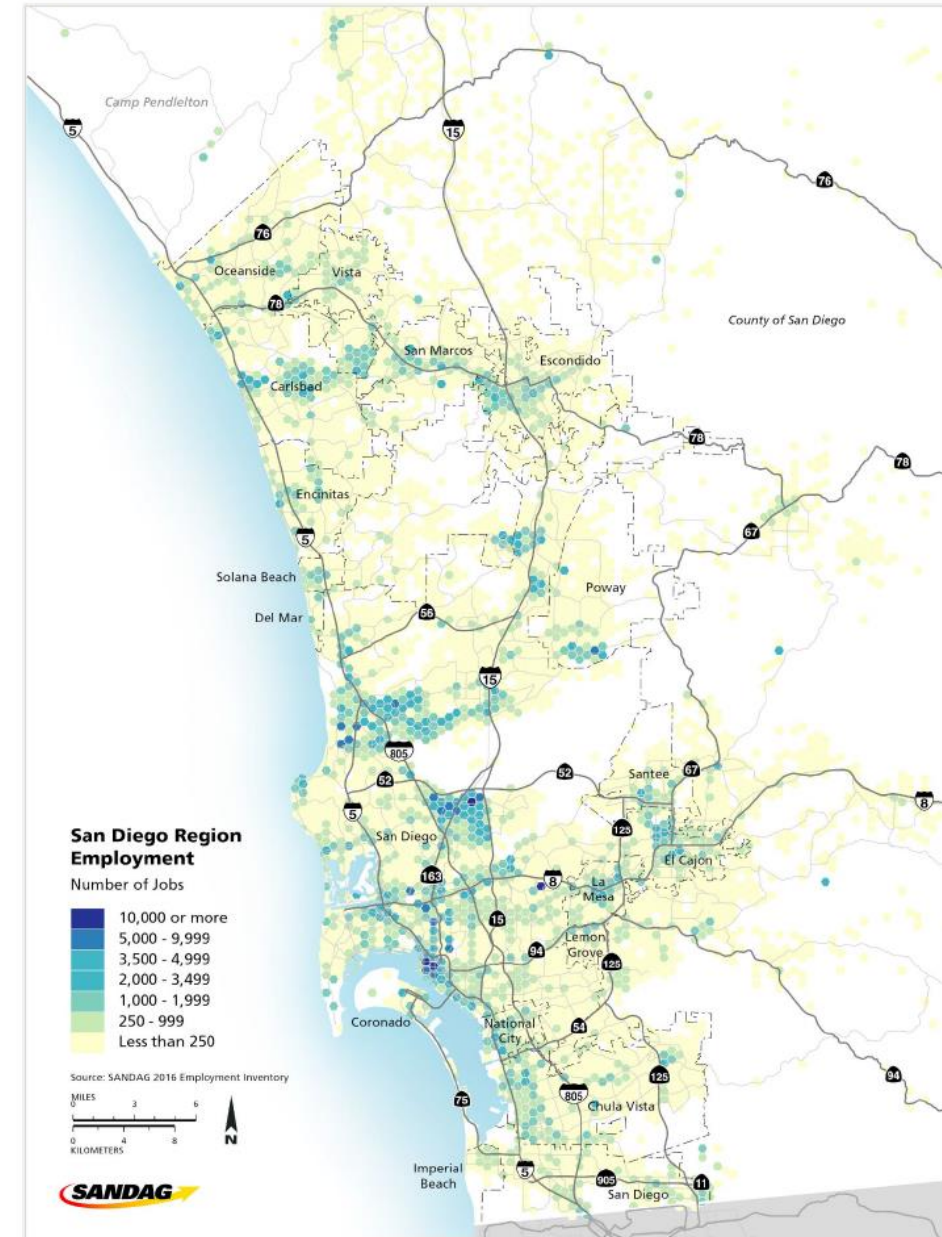 Camp Pendlelton
5
15
76
76
Oceanside
Vista
78
County of San Diego
San Marcos
Escondido
Carlsbad
78
78
Encinitas
67
5
Solana Beach
Poway
Del Mar
56
15
805
52
52
Santee
67
8
5
125
San Diego
El Cajon
163
8
La
Mesa
15
94
Lemon
Grove
125
Coronado
National
City
54
125
94
75
805
Chula Vista
Imperial
Beach
5
905
11
San Diego
San Diego Region
Employment
Number of Jobs
10,000 or more
5,000 - 9,999
3,500 - 4,999
2,000 - 3,499
1,000 - 1,999
250 - 999
Less than 250
Source: SANDAG 2016 Employment Inventory
MILES
0 3 6
0 4 8
KILOMETERS
N
SANDAG